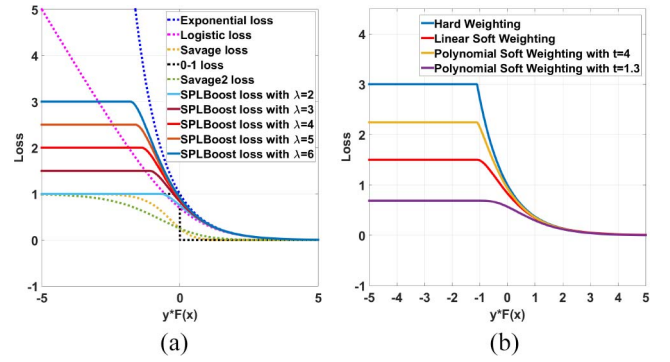 5
4
3
2
1
0
-1
-5
0
5
Loss
y*F(x)
Exponential loss
Logistic loss
Savage loss
0-1 loss
Savage2 loss
SPLBoost loss with λ=2
SPLBoost loss with λ=3
SPLBoost loss with λ=4
SPLBoost loss with λ=5
SPLBoost loss with λ=6
(a)
4
3
2
1
0
-1
-5 -4 -3 -2 -1 0 1 2 3 4 5
Loss
y*F(x)
Hard Weighting
Linear Soft Weighting
Polynomial Soft Weighting with t=4
Polynomial Soft Weighting with t=1.3
(b)